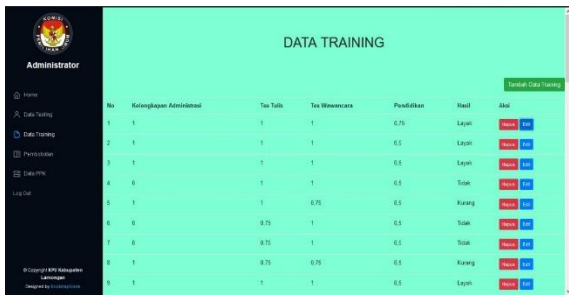 KOMISI
PEMILIHAN UMUM
Administrator
Home
Data Testing
Data Training
Pembobotan
Data PPK
Log Out
© Copyright KPU Kabupaten
Lamongan
Designed by BootstrapMade
DATA TRAINING
Tambah Data Training
No Kelengkapan Administrasi Tes Tulis Tes Wawancara Pendidikan Hasil Aksi
1 1 1 1 0.75 Layak Hapus Edit
2 1 1 1 0.5 Layak Hapus Edit
3 1 1 1 0.5 Layak Hapus Edit
4 0 1 1 0.5 Tidak Hapus Edit
5 1 1 0.75 0.5 Kurang Hapus Edit
6 0 0.75 1 0.5 Tidak Hapus Edit
7 0 0.75 1 0.5 Tidak Hapus Edit
8 1 0.75 0.75 0.5 Kurang Hapus Edit
9 1 1 1 0.5 Layak Hapus Edit